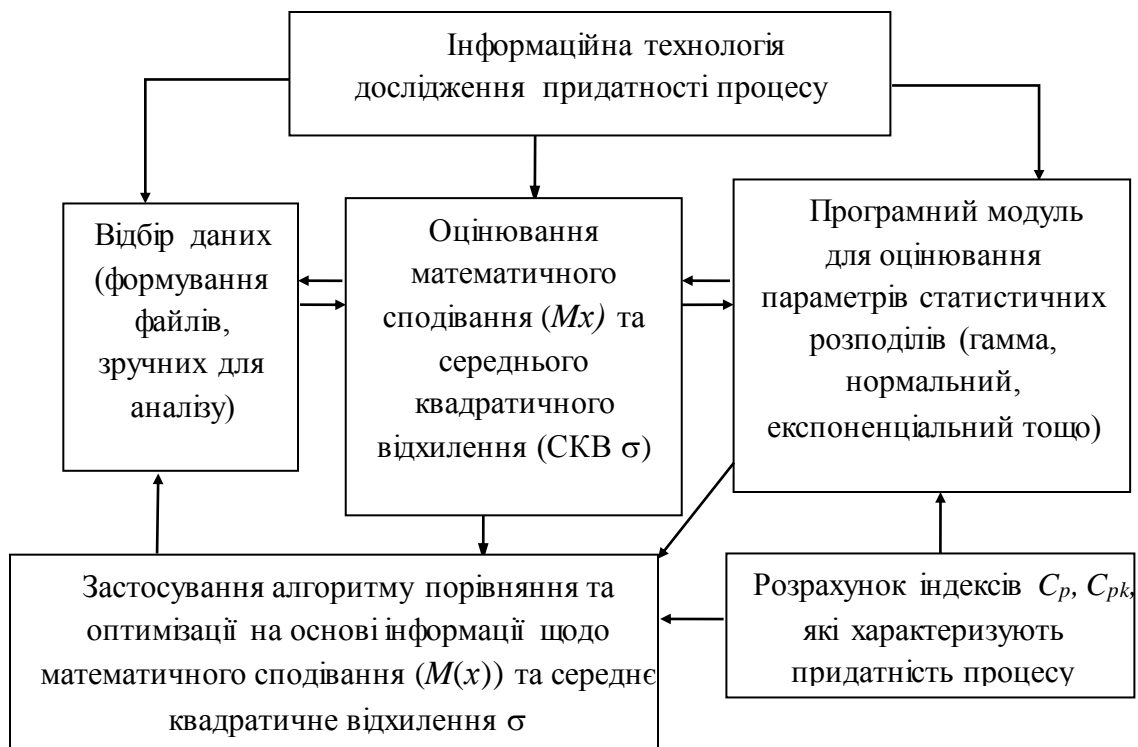 Інформаційна технологія
дослідження придатності процесу
Відбір даних
(формування
файлів,
зручних для
аналізу)
Оцінювання
математичного
сподівання (Mx) та
середнього
квадратичного
відхилення (СКВ σ)
Програмний модуль
для оцінювання
параметрів статистичних
розподілів (гамма,
нормальний,
експоненціальний тощо)
Застосування алгоритму порівняння та
оптимізації на основі інформації щодо
математичного сподівання (M(x)) та середнє
квадратичне відхилення σ
Розрахунок індексів Cp, Cpk,
які характеризують
придатність процесу